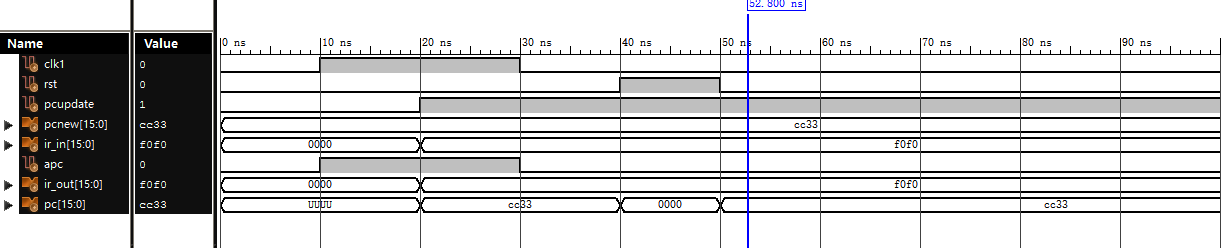 52.800 ns
Name Value 0 ns 10 ns 20 ns 30 ns 40 ns 50 ns 60 ns 70 ns 80 ns 90 ns
clk1 0
rst 0
pcupdate 1
pcnew[15:0] cc33 cc33
ir_in[15:0] f0f0 0000 f0f0
apc 0
ir_out[15:0] f0f0 0000 f0f0
pc[15:0] cc33 UUUU cc33 0000 cc33